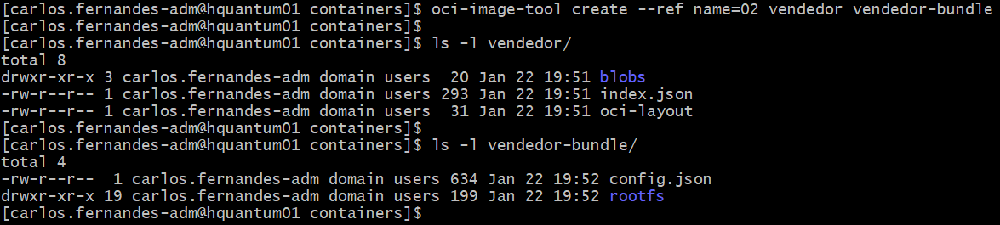 [carlos.fernandes-adm@hquantum01 containers]$ oci-image-tool create --ref name=02 vendedor vendedor-bundle
[carlos.fernandes-adm@hquantum01 containers]$
[carlos.fernandes-adm@hquantum01 containers]$ ls -l vendedor/
total 8
drwxr-xr-x 3 carlos.fernandes-adm domain users  20 Jan 22 19:51 blobs
-rw-r--r-- 1 carlos.fernandes-adm domain users 293 Jan 22 19:51 index.json
-rw-r--r-- 1 carlos.fernandes-adm domain users  31 Jan 22 19:51 oci-layout
[carlos.fernandes-adm@hquantum01 containers]$
[carlos.fernandes-adm@hquantum01 containers]$ ls -l vendedor-bundle/
total 4
-rw-r--r--  1 carlos.fernandes-adm domain users 634 Jan 22 19:52 config.json
drwxr-xr-x 19 carlos.fernandes-adm domain users 199 Jan 22 19:52 rootfs
[carlos.fernandes-adm@hquantum01 containers]$